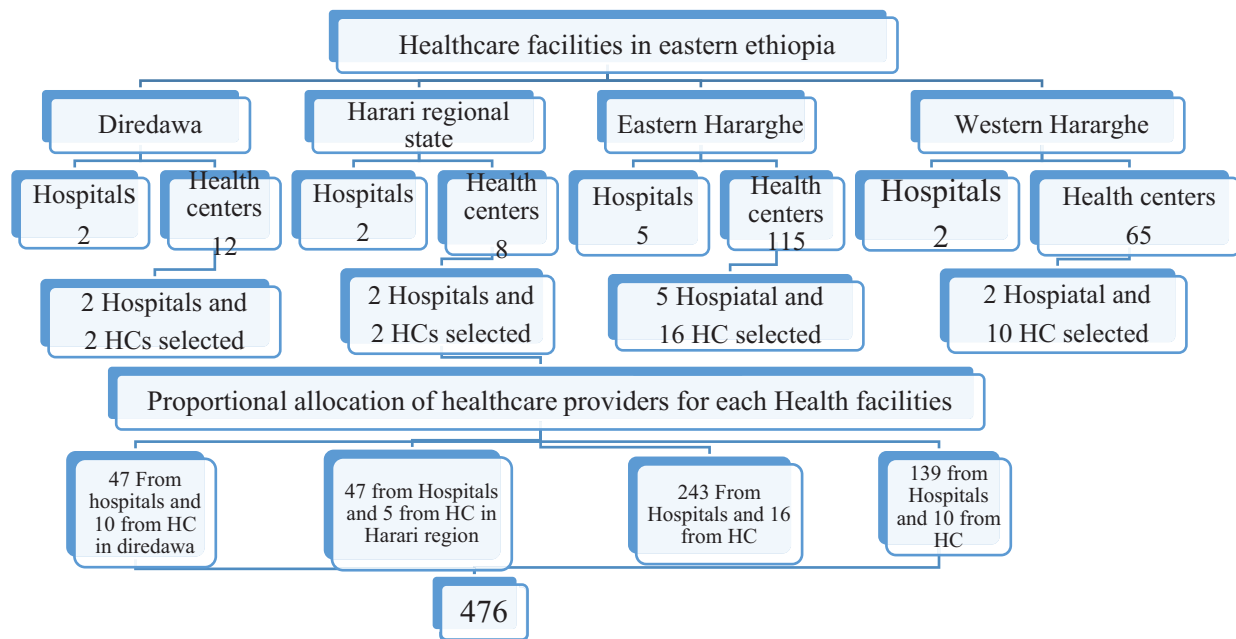 Healthcare facilities in eastern ethiopia
Diredawa
Harari regional
state
Eastern Hararghe
Western Hararghe
Hospitals
2
Health
centers
12
Hospitals
2
Health
centers
8
Hospitals
5
Health
centers
115
Hospitals
2
Health centers
65
2 Hospitals and
2 HCs selected
2 Hospitals and
2 HCs selected
5 Hospiatal and
16 HC selected
2 Hospiatal and
10 HC selected
Proportional allocation of healthcare providers for each Health facilities
47 From
hospitals and
10 from HC
in diredawa
47 from Hospitals
and 5 from HC in
Harari region
243 From
Hospitals and 16
from HC
139 from
Hospitals
and 10 from
HC
476